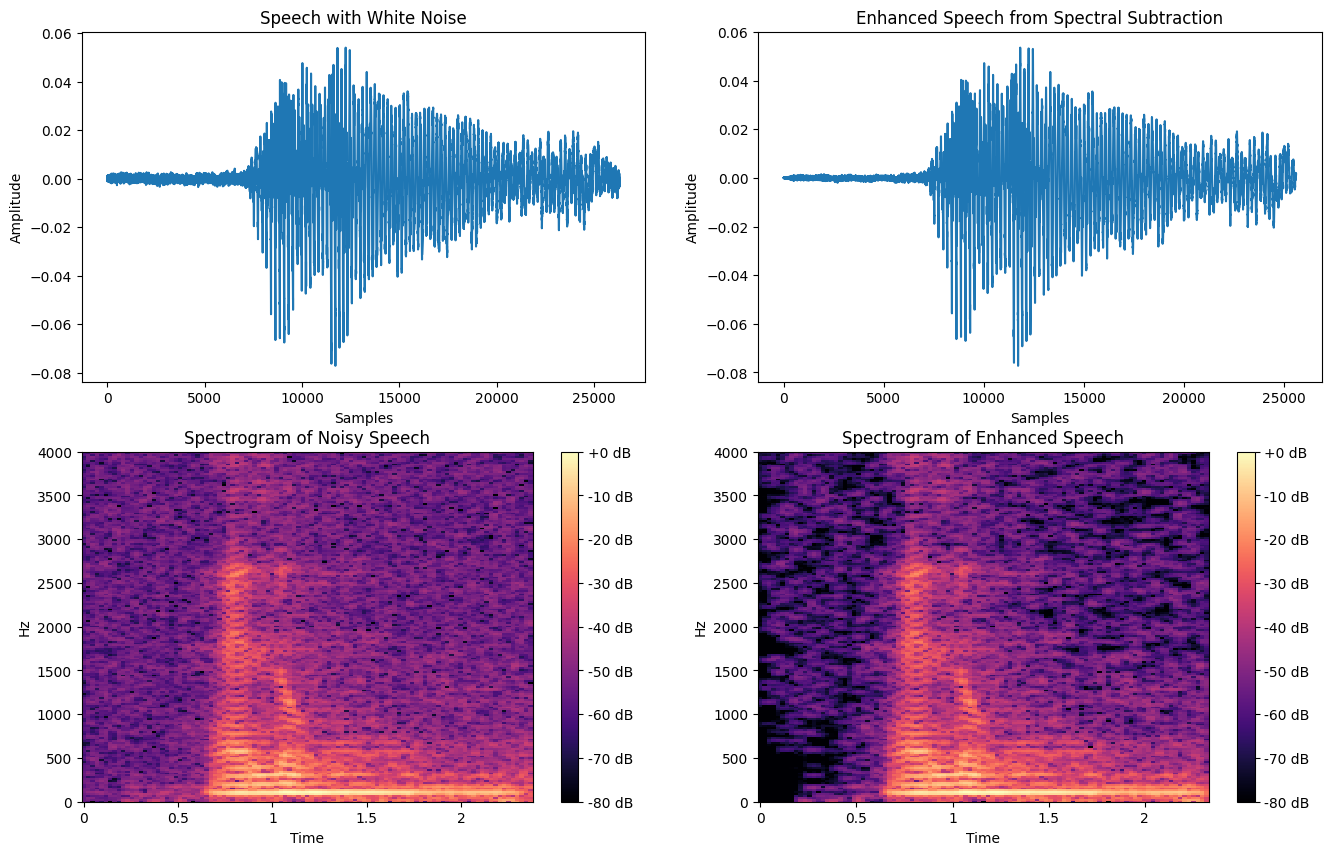 Speech with White Noise
0.06
0.04
0.02
0.00
−0.02
−0.04
−0.06
−0.08
Amplitude
0 5000 10000 15000 20000 25000
Samples
Enhanced Speech from Spectral Subtraction
0.06
0.04
0.02
0.00
−0.02
−0.04
−0.06
−0.08
Amplitude
0 5000 10000 15000 20000 25000
Samples
Spectrogram of Noisy Speech
4000
3500
3000
2500
2000
1500
1000
500
0
Hz
0 0.5 1 1.5 2
Time
+0 dB
-10 dB
-20 dB
-30 dB
-40 dB
-50 dB
-60 dB
-70 dB
-80 dB
Spectrogram of Enhanced Speech
4000
3500
3000
2500
2000
1500
1000
500
0
Hz
0 0.5 1 1.5 2
Time
+0 dB
-10 dB
-20 dB
-30 dB
-40 dB
-50 dB
-60 dB
-70 dB
-80 dB